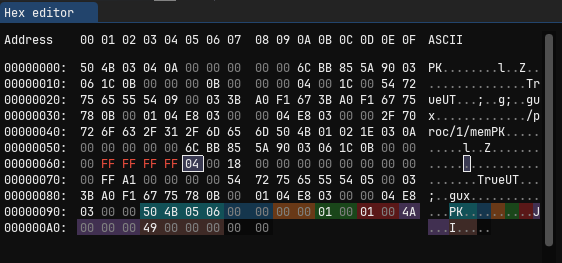 Hex editor
Address 00 01 02 03 04 05 06 07 08 09 0A 0B 0C 0D 0E 0F ASCII
00000000: 50 4B 03 04 0A 00 00 00 00 00 6C BB 85 5A 90 03 PK........l..Z..
00000010: 06 1C 0B 00 00 00 0B 00 00 00 04 00 1C 00 54 72 ..............Tr
00000020: 75 65 55 54 09 00 03 3B A0 F1 67 3B A0 F1 67 75 ueUT...;..g;..gu
00000030: 78 0B 00 01 04 E8 03 00 00 04 E8 03 00 00 2F 70 x............./p
00000040: 72 6F 63 2F 31 2F 6D 65 6D 50 4B 01 02 1E 03 0A roc/1/memPK.....
00000050: 00 00 00 00 00 6C BB 85 5A 90 03 06 1C 0B 00 00 .....l..Z.......
00000060: 00 FF FF FF FF 04 00 18 00 00 00 00 00 00 00 00 ................
00000070: 00 FF A1 00 00 00 00 54 72 75 65 55 54 05 00 03 .......TrueUT...
00000080: 3B A0 F1 67 75 78 0B 00 01 04 E8 03 00 00 04 E8 ;..gux..........
00000090: 03 00 00 50 4B 05 06 00 00 00 00 01 00 01 00 4A ...PK..........J
000000A0: 00 00 00 49 00 00 00 00 00 ...I.....